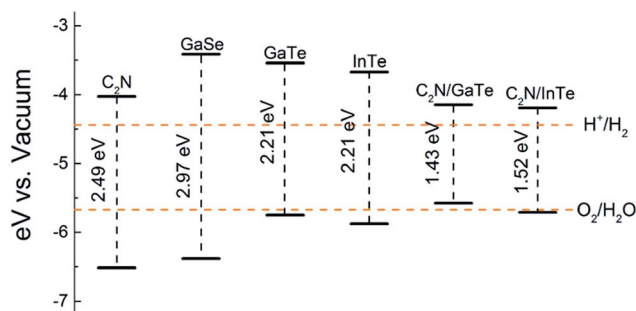 eV vs. Vacuum
-3
-4
-5
-6
-7
C₂N
GaSe
GaTe
InTe
C₂N/GaTe
C₂N/InTe
2.49 eV
2.97 eV
2.21 eV
2.21 eV
1.43 eV
1.52 eV
H⁺/H₂
O₂/H₂O